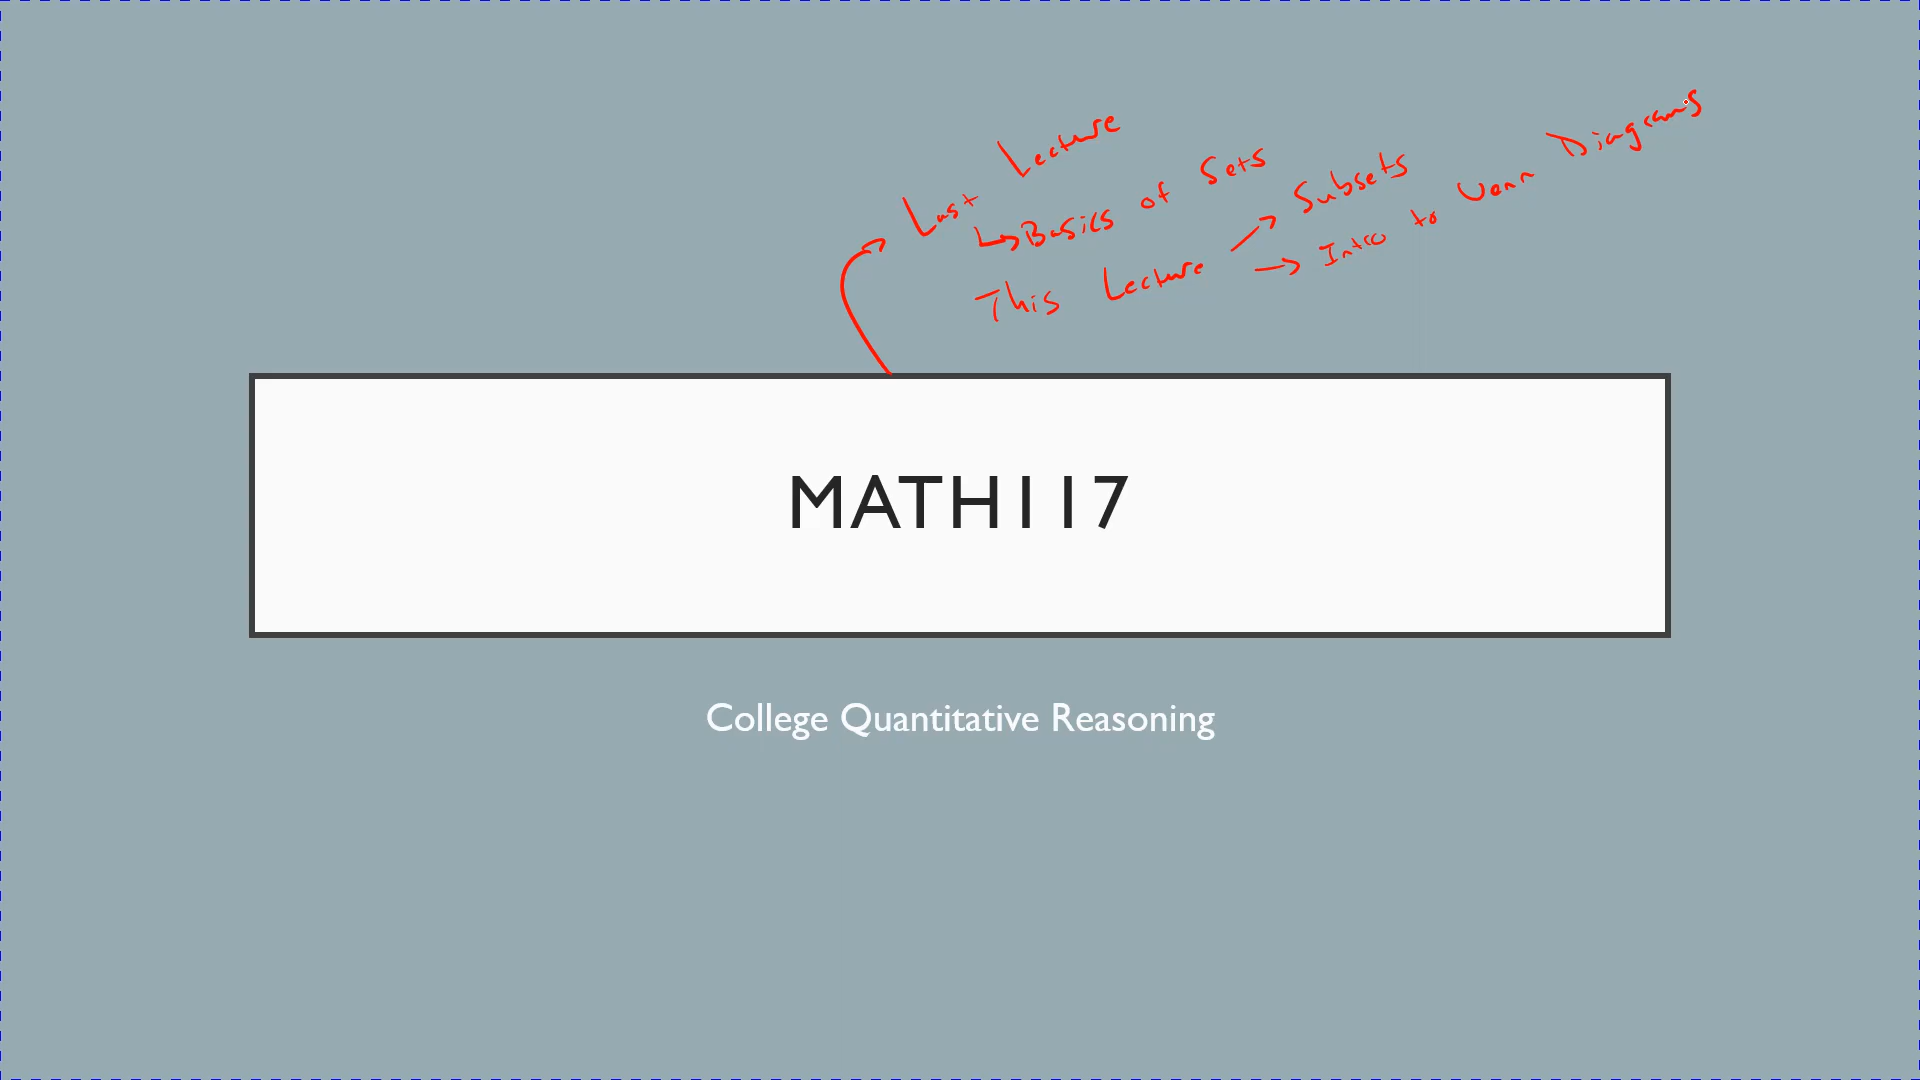 Last Lecture
↳Basics of Sets
This Lecture → Subsets
→ Intro to Venn Diagrams
MATH117
College Quantitative Reasoning